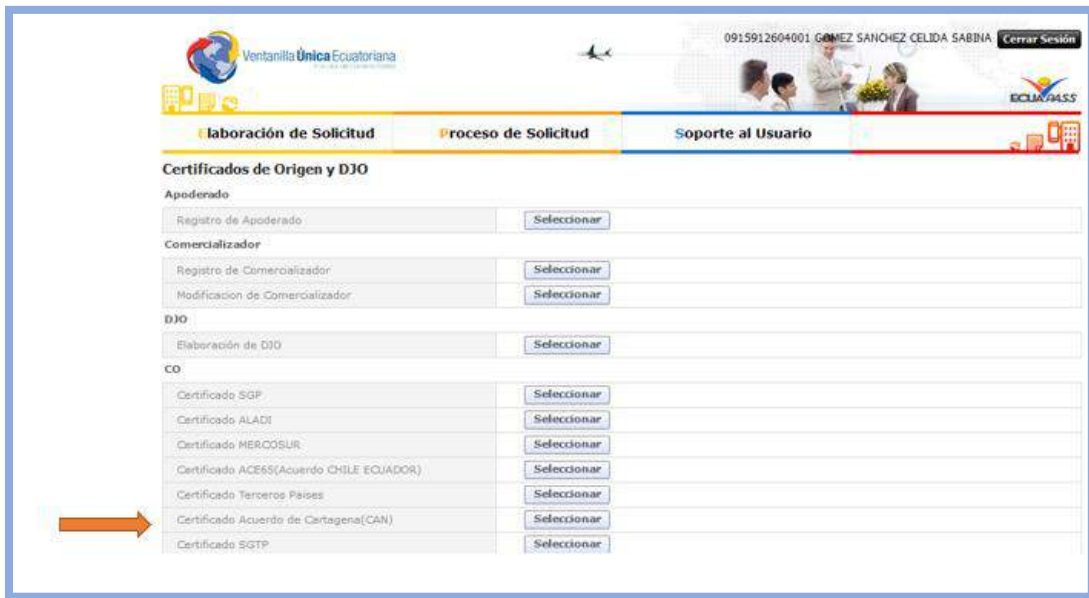 Ventanilla Única Ecuatoriana
0915912604001 GOMEZ SANCHEZ CELIDA SABINA Cerrar Sesión
ECUAPASS
Elaboración de Solicitud Proceso de Solicitud Soporte al Usuario
Certificados de Origen y DJO
Apoderado
Registro de Apoderado Seleccionar
Comercializador
Registro de Comercializador Seleccionar
Modificacion de Comercializador Seleccionar
DJO
Elaboración de DJO Seleccionar
CO
Certificado SGP Seleccionar
Certificado ALADI Seleccionar
Certificado MERCOSUR Seleccionar
Certificado ACE65(Acuerdo CHILE ECUADOR) Seleccionar
Certificado Terceros Paises Seleccionar
Certificado Acuerdo de Cartagena(CAN) Seleccionar
Certificado SGTP Seleccionar